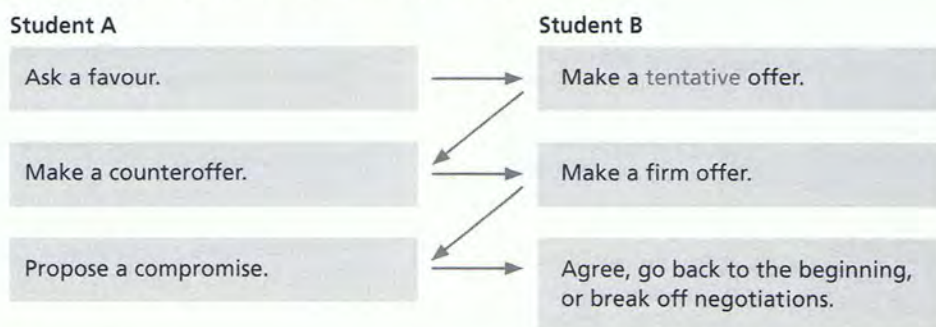 Student A
Student B
Ask a favour.
Make a tentative offer.
Make a counteroffer.
Make a firm offer.
Propose a compromise.
Agree, go back to the beginning,
or break off negotiations.